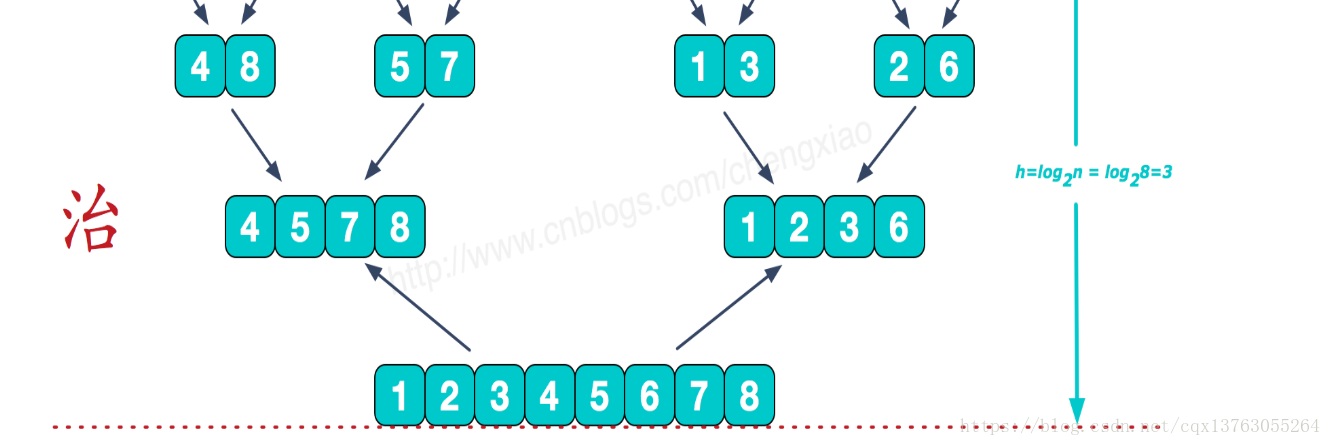 4 8 5 7 1 3 2 6
h=log2n = log28=3
治
4 5 7 8 1 2 3 6
http://www.cnblogs.com/chengxiao
1 2 3 4 5 6 7 8
https://blog.csdn.net/cqx13763055264